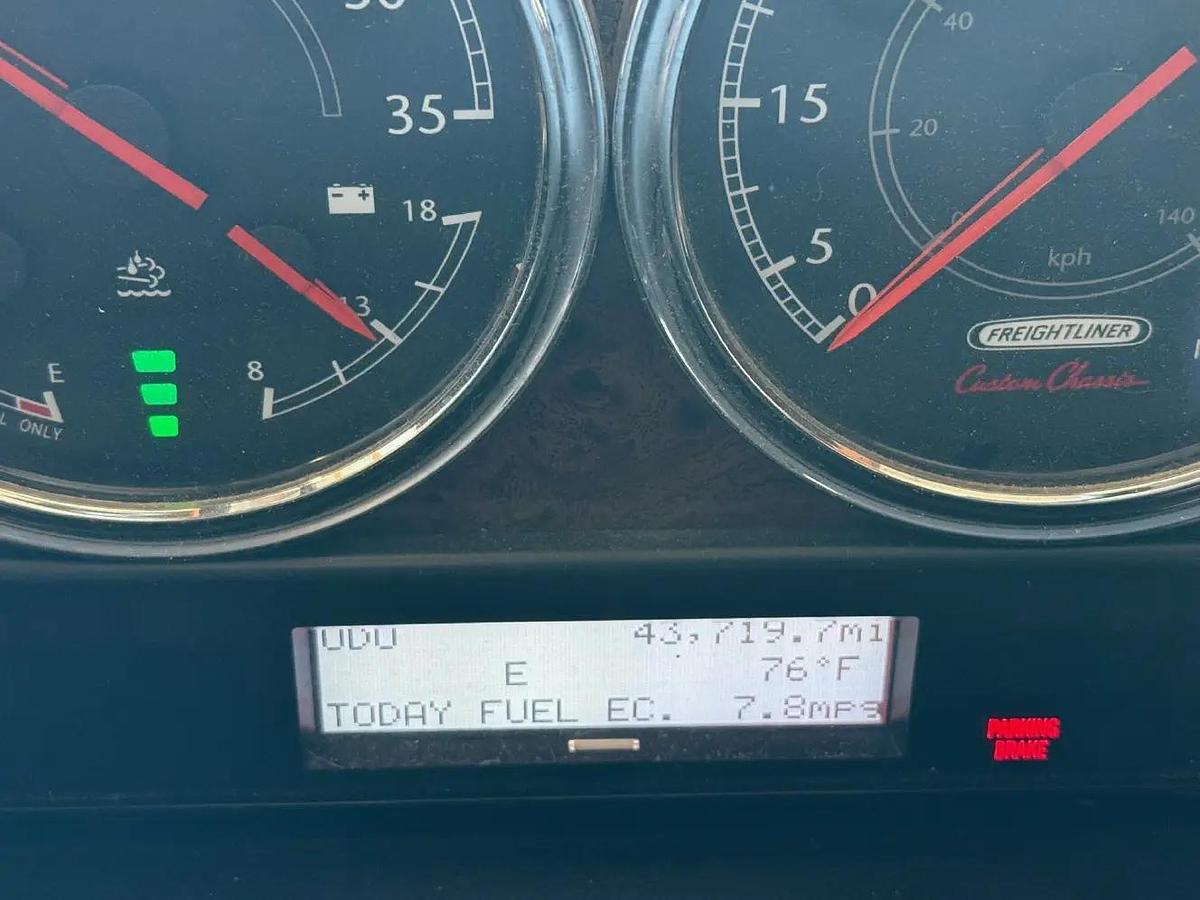 35
18
13
8
E
ONLY
40
15
20
0
140
5
kph
0
FREIGHTLINER
Custom Chassis
ODO 43,719.7mi
E 76°F
TODAY FUEL EC. 7.8mpg
PARKING
BRAKE